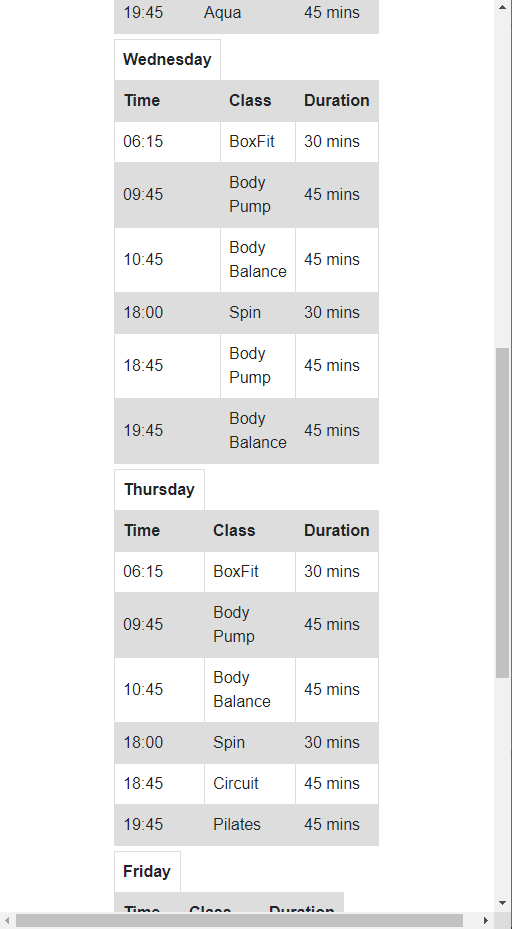 19:45 Aqua 45 mins
Wednesday
Time Class Duration
06:15 BoxFit 30 mins
09:45 Body Pump 45 mins
10:45 Body Balance 45 mins
18:00 Spin 30 mins
18:45 Body Pump 45 mins
19:45 Body Balance 45 mins
Thursday
Time Class Duration
06:15 BoxFit 30 mins
09:45 Body Pump 45 mins
10:45 Body Balance 45 mins
18:00 Spin 30 mins
18:45 Circuit 45 mins
19:45 Pilates 45 mins
Friday
Time Class Duration